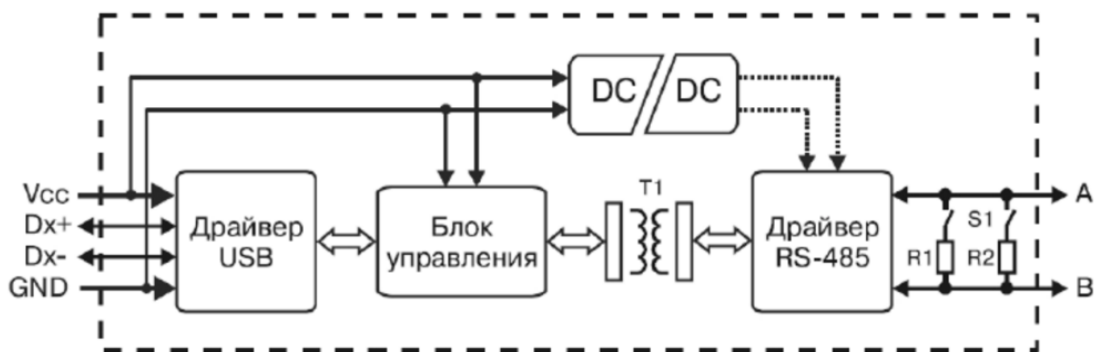 DC DC
Vcc
Dx+
Dx-
GND
Драйвер
USB
Блок
управления
T1
Драйвер
RS-485
R1
S1
R2
A
B